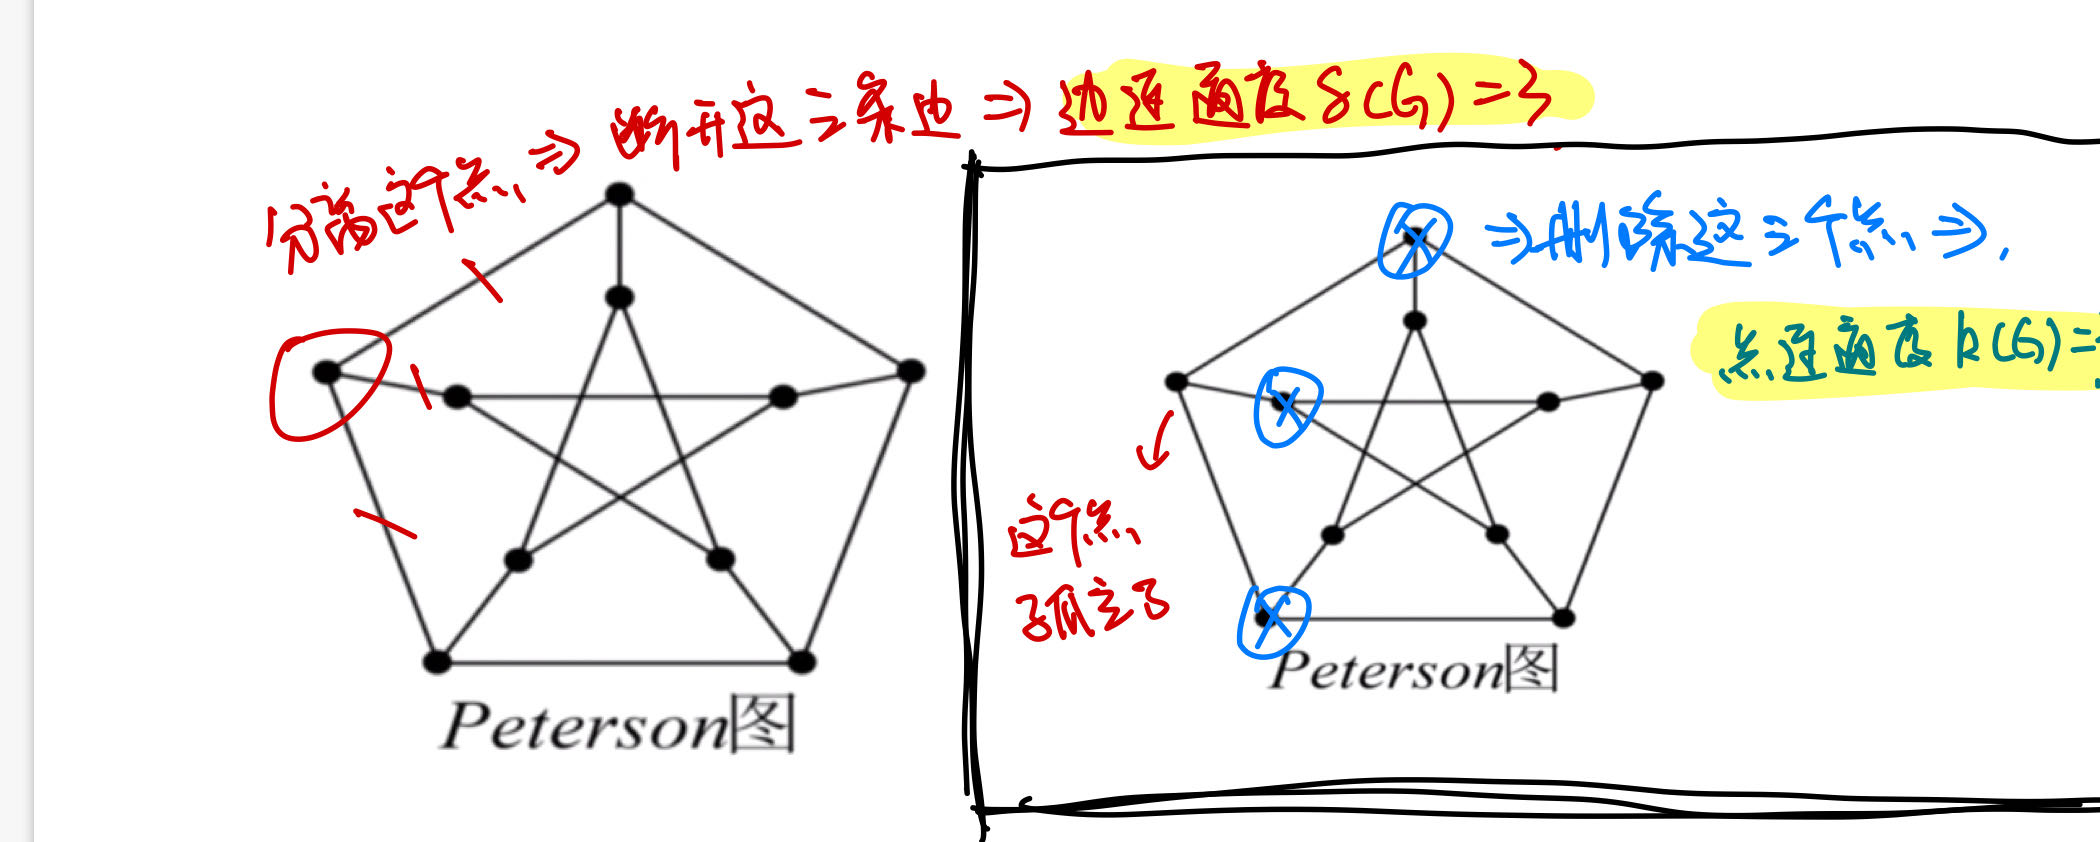 分离这个点 ⇒ 断开这三条边 ⇒ 边连通度 δ(G)=3
⇒ 删除这三个点 ⇒
点连通度 k(G)=
这个点
孤立了
Peterson图
Peterson图